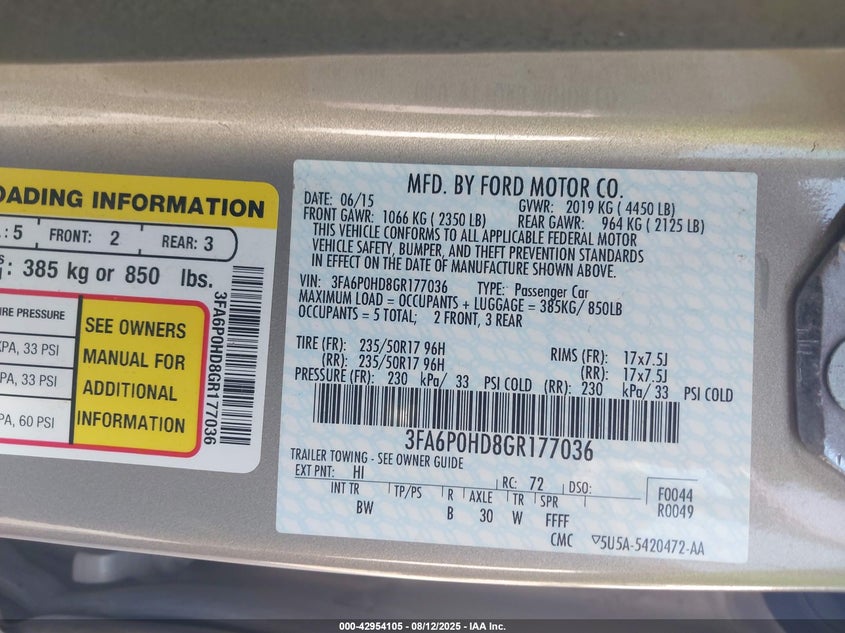 OADING INFORMATION
: 5 FRONT: 2 REAR: 3
: 385 kg or 850 lbs.
IRE PRESSURE
KPA, 33 PSI
KPA, 33 PSI
PA, 60 PSI
SEE OWNERS
MANUAL FOR
ADDITIONAL
INFORMATION
3FA6P0HD8GR177036
MFD. BY FORD MOTOR CO.
DATE: 06/15 GVWR: 2019 KG ( 4450 LB)
FRONT GAWR: 1066 KG ( 2350 LB) REAR GAWR: 964 KG ( 2125 LB)
THIS VEHICLE CONFORMS TO ALL APPLICABLE FEDERAL MOTOR
VEHICLE SAFETY, BUMPER, AND THEFT PREVENTION STANDARDS
IN EFFECT ON THE DATE OF MANUFACTURE SHOWN ABOVE.
VIN: 3FA6P0HD8GR177036 TYPE: Passenger Car
MAXIMUM LOAD = OCCUPANTS + LUGGAGE = 385KG/ 850LB
OCCUPANTS = 5 TOTAL; 2 FRONT, 3 REAR
TIRE (FR): 235/50R17 96H RIMS (FR): 17x7.5J
(RR): 235/50R17 96H (RR): 17x7.5J
PRESSURE (FR): 230 kPa/ 33 PSI COLD (RR): 230 kPa/ 33 PSI COLD
3FA6P0HD8GR177036
TRAILER TOWING - SEE OWNER GUIDE
EXT PNT: HI RC: 72 DSO:
INT TR TP/PS R AXLE TR SPR
BW B 30 W FFFF
F0044
R0049
CMC ▽5U5A-5420472-AA
000-42954105 - 08/12/2025 - IAA Inc.